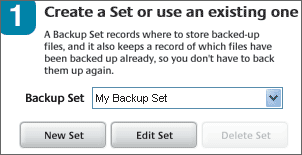 1 Create a Set or use an existing one
A Backup Set records where to store backed-up
files, and it also keeps a record of which files have
been backed up already, so you don't have to back
them up again.
Backup Set My Backup Set
New Set Edit Set Delete Set